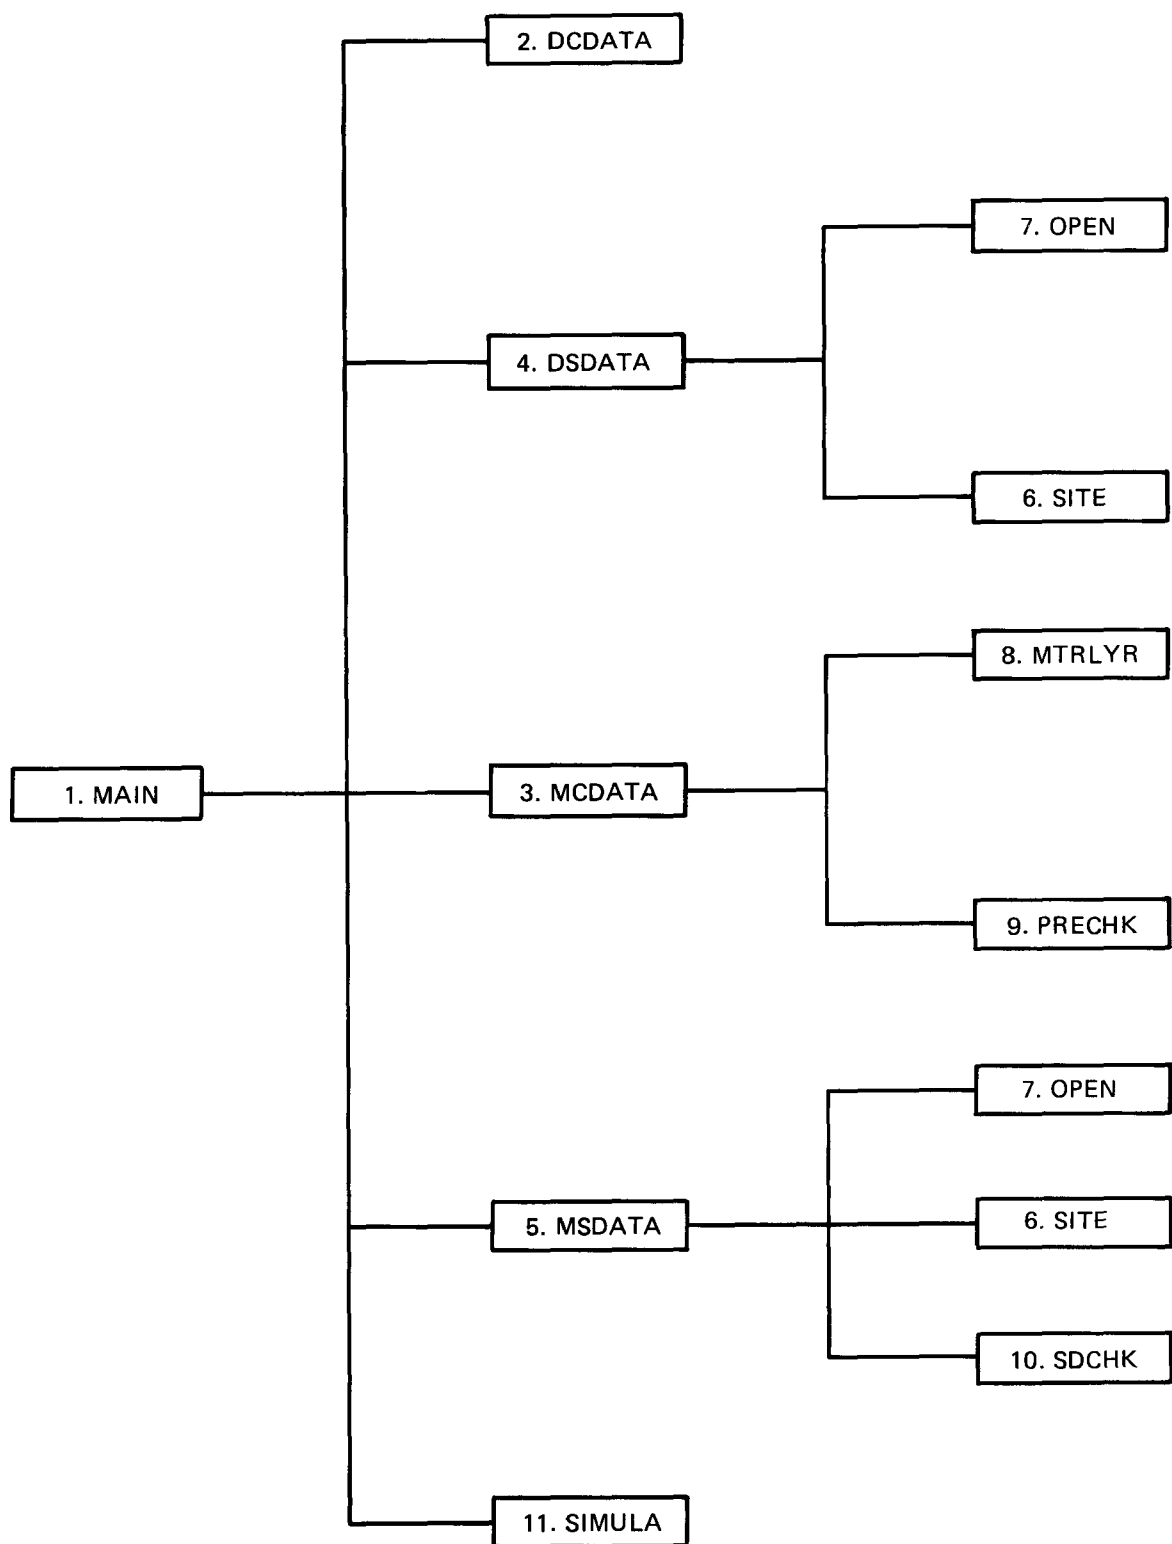 2. DCDATA
7. OPEN
4. DSDATA
6. SITE
8. MTRLYR
1. MAIN
3. MCDATA
9. PRECHK
7. OPEN
5. MSDATA
6. SITE
10. SDCHK
11. SIMULA